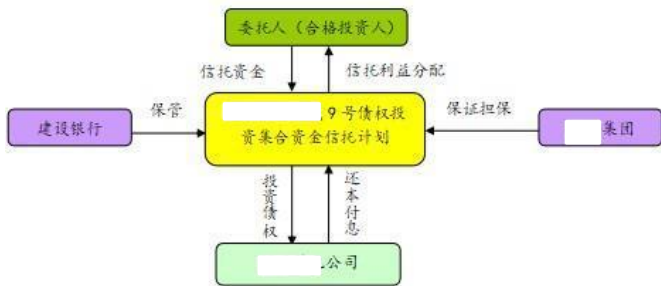 委托人（合格投资人）
信托资金
信托利益分配
保管
保证担保
建设银行
9号债权投
资集合资金信托计划
集团
投资债权
还本付息
公司